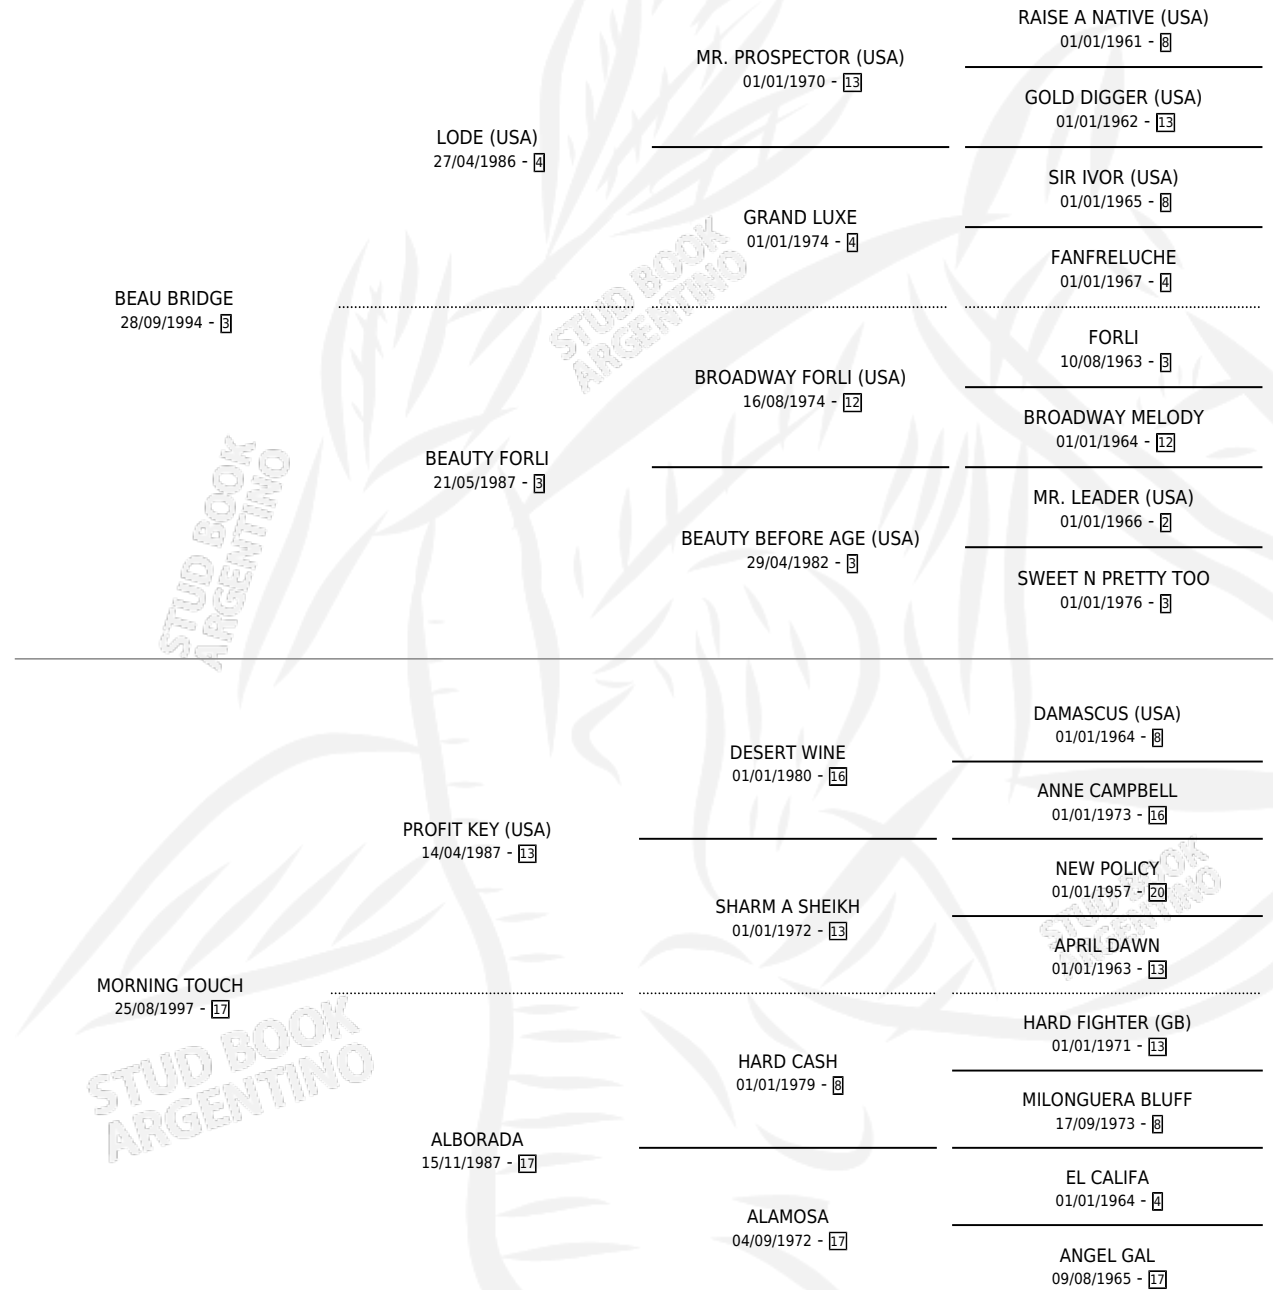 RAISE A NATIVE (USA)
01/01/1961 - 8
MR. PROSPECTOR (USA)
01/01/1970 - 13
GOLD DIGGER (USA)
01/01/1962 - 13
LODE (USA)
27/04/1986 - 4
SIR IVOR (USA)
01/01/1965 - 8
GRAND LUXE
01/01/1974 - 4
FANFRELUCHE
01/01/1967 - 4
BEAU BRIDGE
28/09/1994 - 3
FORLI
10/08/1963 - 3
BROADWAY FORLI (USA)
16/08/1974 - 12
BROADWAY MELODY
01/01/1964 - 12
BEAUTY FORLI
21/05/1987 - 3
MR. LEADER (USA)
01/01/1966 - 2
BEAUTY BEFORE AGE (USA)
29/04/1982 - 3
SWEET N PRETTY TOO
01/01/1976 - 3
DAMASCUS (USA)
01/01/1964 - 8
DESERT WINE
01/01/1980 - 16
ANNE CAMPBELL
01/01/1973 - 16
PROFIT KEY (USA)
14/04/1987 - 13
NEW POLICY
01/01/1957 - 20
SHARM A SHEIKH
01/01/1972 - 13
APRIL DAWN
01/01/1963 - 13
MORNING TOUCH
25/08/1997 - 17
HARD FIGHTER (GB)
01/01/1971 - 13
HARD CASH
01/01/1979 - 8
MILONGUERA BLUFF
17/09/1973 - 8
ALBORADA
15/11/1987 - 17
EL CALIFA
01/01/1964 - 4
ALAMOSA
04/09/1972 - 17
ANGEL GAL
09/08/1965 - 17
STUD BOOK
ARGENTINO
STUD BOOK
ARGENTINO
STUD BOOK
ARGENTINO
STUD BOOK
ARGENTINO